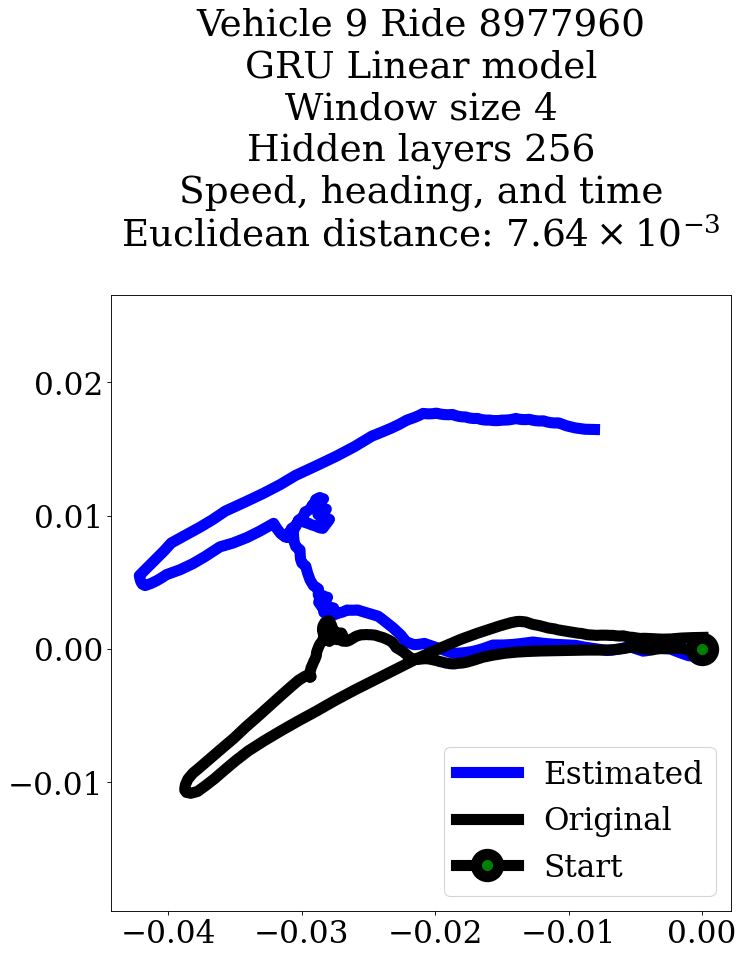 Vehicle 9 Ride 8977960
GRU Linear model
Window size 4
Hidden layers 256
Speed, heading, and time
Euclidean distance: 7.64 × 10⁻³
0.02
0.01
0.00
−0.01
Estimated
Original
Start
−0.04 −0.03 −0.02 −0.01 0.00